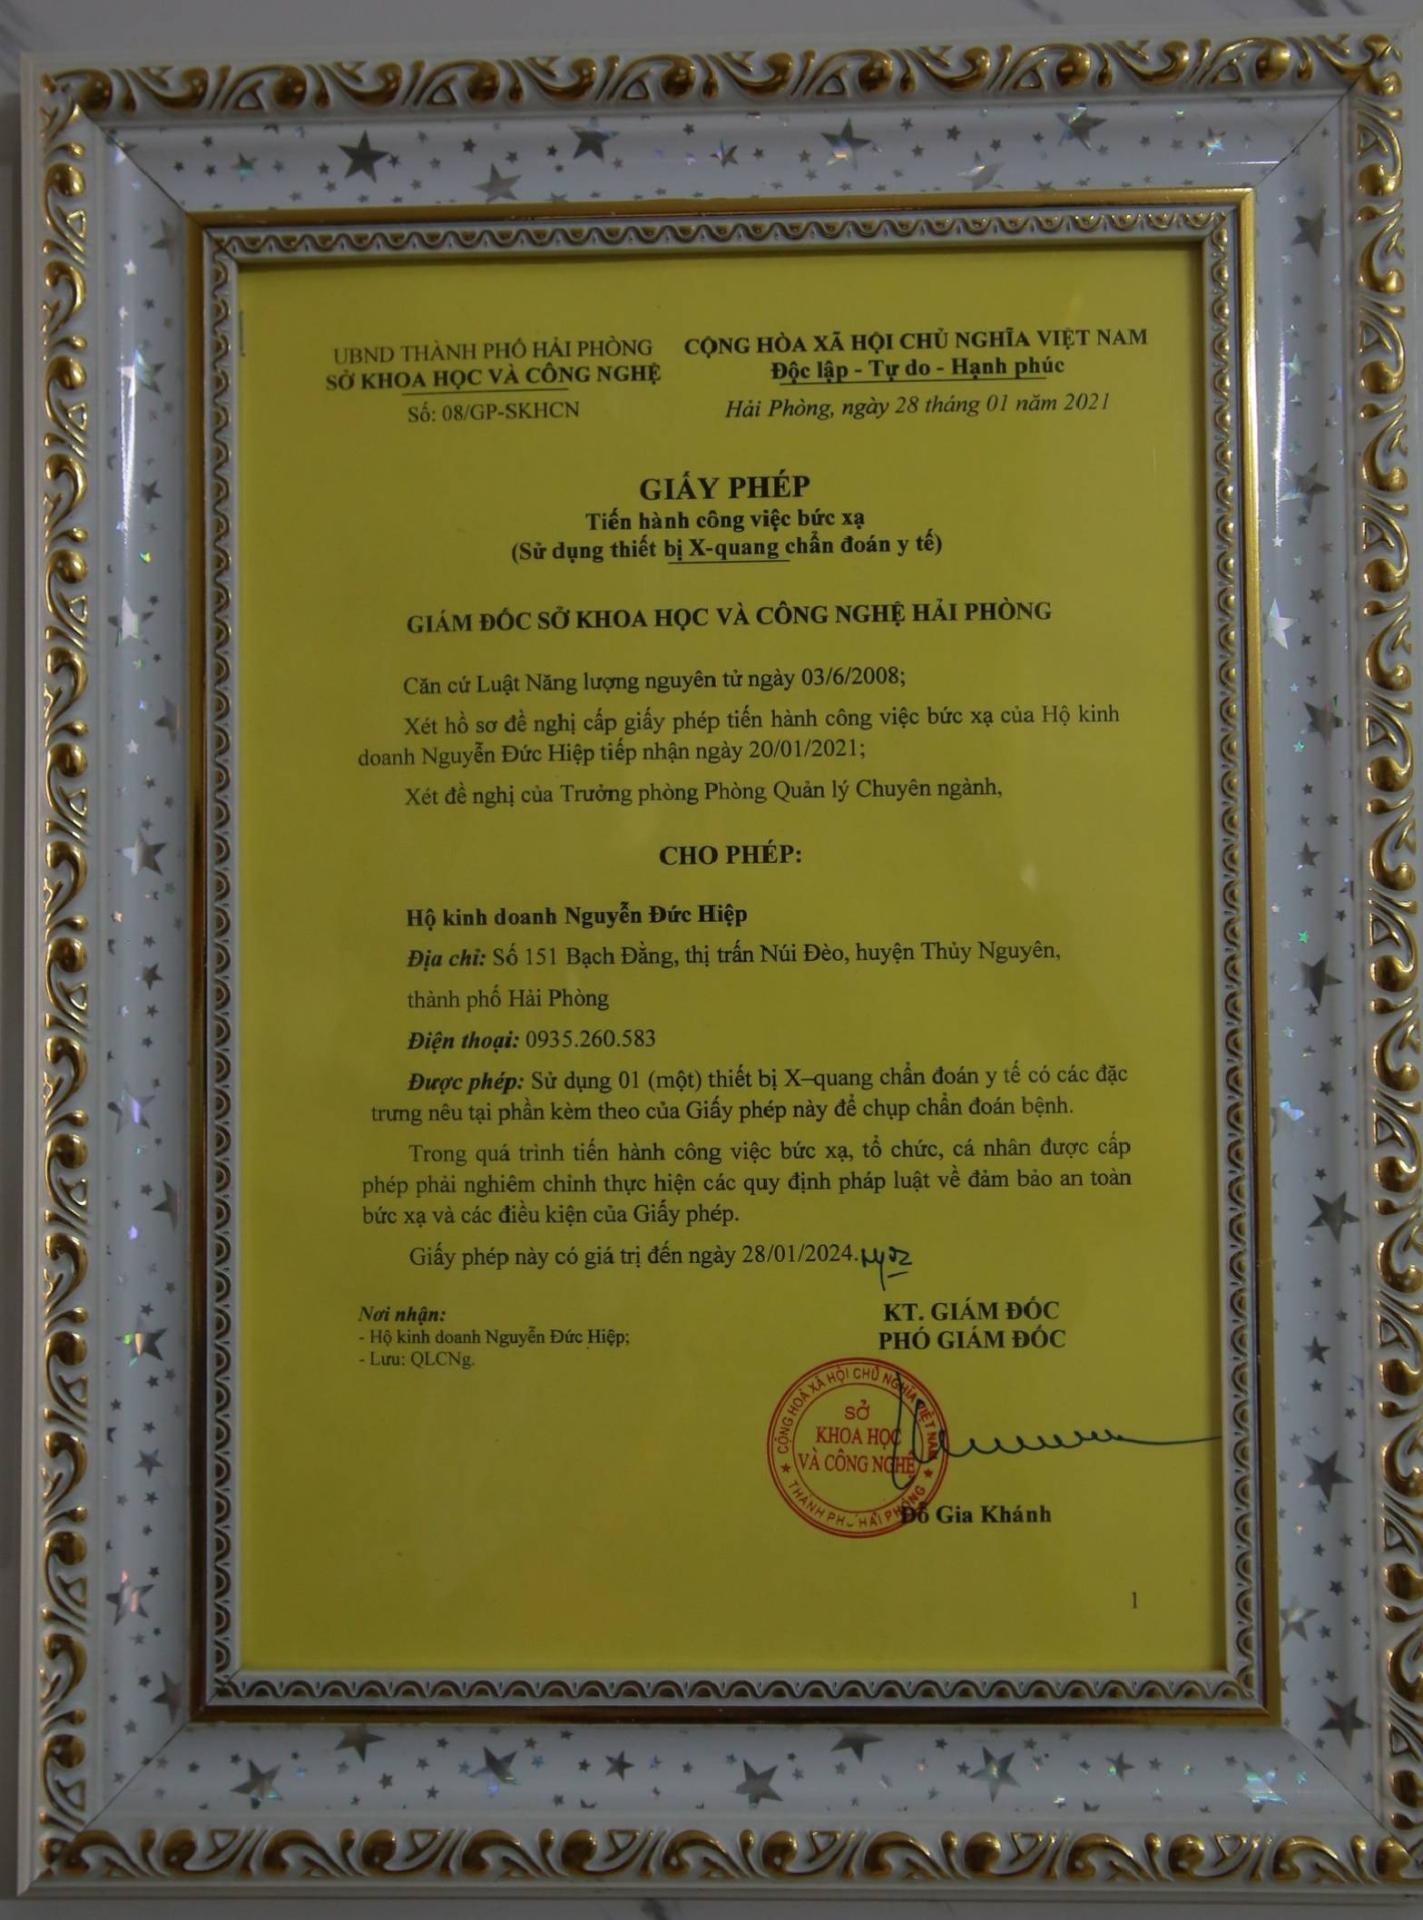 UBND THÀNH PHỐ HẢI PHÒNG
SỞ KHOA HỌC VÀ CÔNG NGHỆ
Số: 08/GP-SKHCN
CỘNG HÒA XÃ HỘI CHỦ NGHĨA VIỆT NAM
Độc lập - Tự do - Hạnh phúc
Hải Phòng, ngày 28 tháng 01 năm 2021
GIẤY PHÉP
Tiến hành công việc bức xạ
(Sử dụng thiết bị X-quang chẩn đoán y tế)
GIÁM ĐỐC SỞ KHOA HỌC VÀ CÔNG NGHỆ HẢI PHÒNG
Căn cứ Luật Năng lượng nguyên tử ngày 03/6/2008;
Xét hồ sơ đề nghị cấp giấy phép tiến hành công việc bức xạ của Hộ kinh
doanh Nguyễn Đức Hiệp tiếp nhận ngày 20/01/2021;
Xét đề nghị của Trưởng phòng Phòng Quản lý Chuyên ngành,
CHO PHÉP:
Hộ kinh doanh Nguyễn Đức Hiệp
Địa chỉ: Số 151 Bạch Đằng, thị trấn Núi Đèo, huyện Thủy Nguyên,
thành phố Hải Phòng
Điện thoại: 0935.260.583
Được phép: Sử dụng 01 (một) thiết bị X–quang chẩn đoán y tế có các đặc
trưng nêu tại phần kèm theo của Giấy phép này để chụp chẩn đoán bệnh.
Trong quá trình tiến hành công việc bức xạ, tổ chức, cá nhân được cấp
phép phải nghiêm chỉnh thực hiện các quy định pháp luật về đảm bảo an toàn
bức xạ và các điều kiện của Giấy phép.
Giấy phép này có giá trị đến ngày 28/01/2024.
Nơi nhận:
- Hộ kinh doanh Nguyễn Đức Hiệp;
- Lưu: QLCNg.
KT. GIÁM ĐỐC
PHÓ GIÁM ĐỐC
CỘNG HOÀ XÃ HỘI CHỦ NGHĨA VIỆT NAM
SỞ
KHOA HỌC
VÀ CÔNG NGHỆ
THÀNH PHỐ HẢI PHÒNG
Đỗ Gia Khánh
1